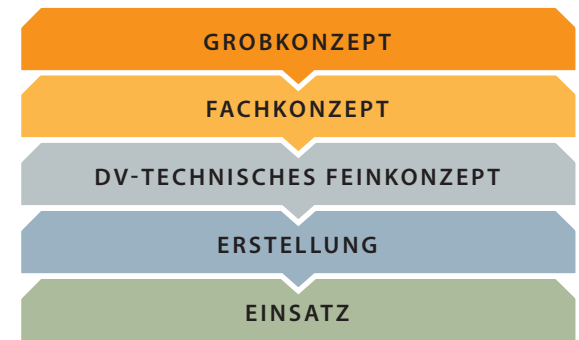 GROBKONZEPT
FACHKONZEPT
DV-TECHNISCHES FEINKONZEPT
ERSTELLUNG
EINSATZ